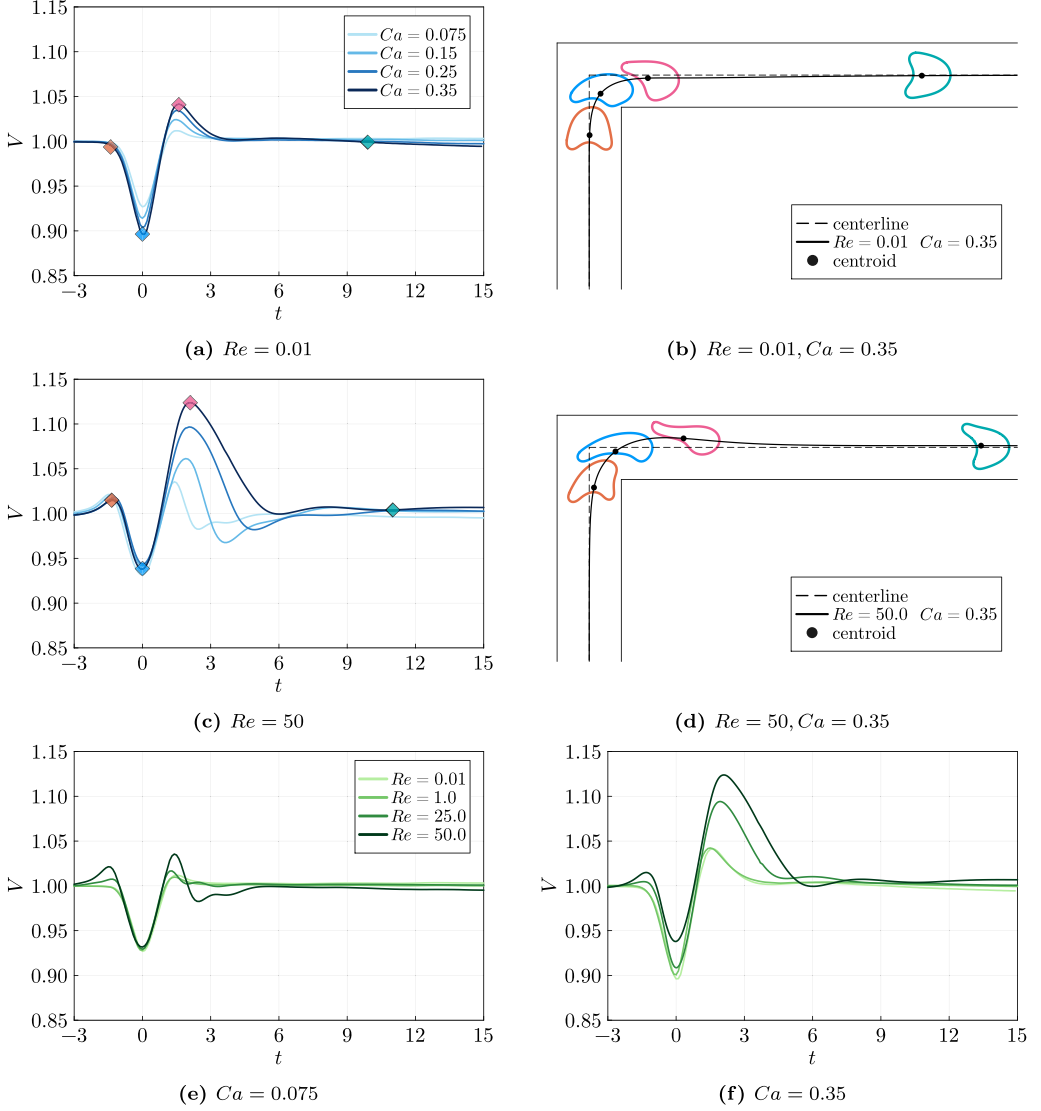 1.15
1.10
1.05
1.00
0.95
0.90
0.85
V
Ca = 0.075
Ca = 0.15
Ca = 0.25
Ca = 0.35
−3 0 3 6 9 12 15
t
(a) Re = 0.01
centerline
Re = 0.01 Ca = 0.35
centroid
(b) Re = 0.01, Ca = 0.35
1.15
1.10
1.05
1.00
0.95
0.90
0.85
V
−3 0 3 6 9 12 15
t
(c) Re = 50
centerline
Re = 50.0 Ca = 0.35
centroid
(d) Re = 50, Ca = 0.35
1.15
1.10
1.05
1.00
0.95
0.90
0.85
V
Re = 0.01
Re = 1.0
Re = 25.0
Re = 50.0
−3 0 3 6 9 12 15
t
(e) Ca = 0.075
1.15
1.10
1.05
1.00
0.95
0.90
0.85
V
−3 0 3 6 9 12 15
t
(f) Ca = 0.35